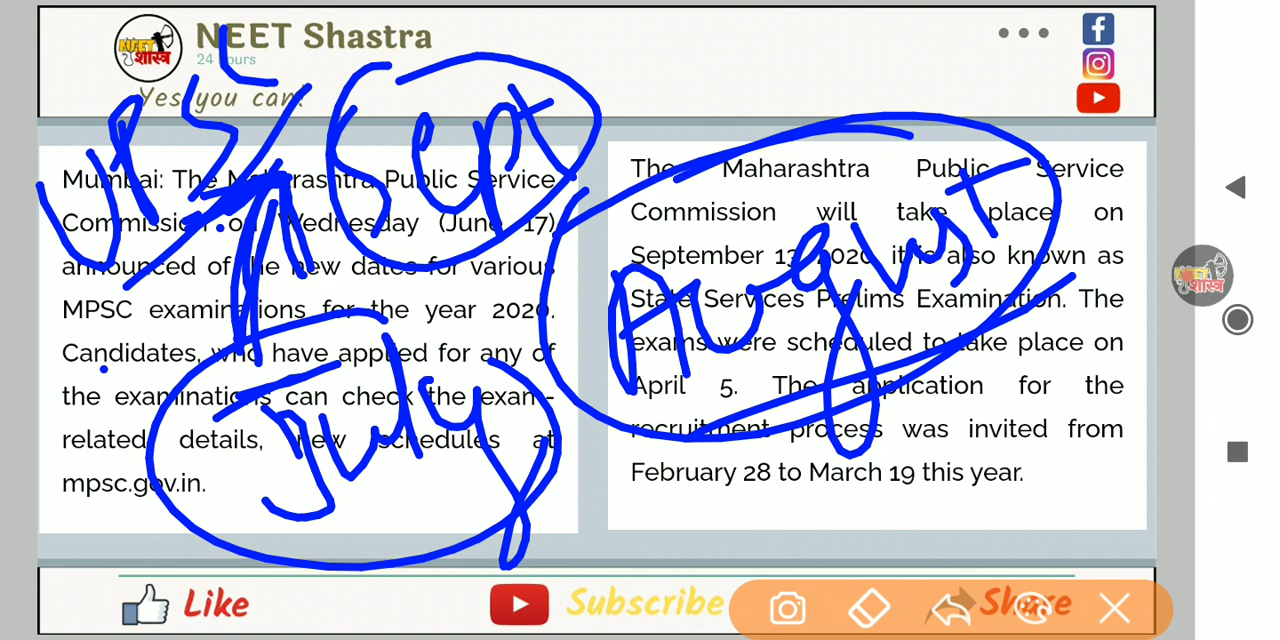 NEET Shastra
24 hours
Yes you can!
NEET
शास्त्र
UPSC
Sept
Mumbai: The Maharashtra Public Service
Commission on Wednesday (June 17)
announced of the new dates for various
MPSC examinations for the year 2020.
Candidates, who have applied for any of
the examinations can check the exam-
related details, new schedules at
mpsc.gov.in.
July
The Maharashtra Public Service
Commission will take place on
September 13, 2020, it is also known as
State Services Prelims Examination. The
exams were scheduled to take place on
April 5. The application for the
recruitment process was invited from
February 28 to March 19 this year.
August
NEET
शास्त्र
Like
Subscribe
Share